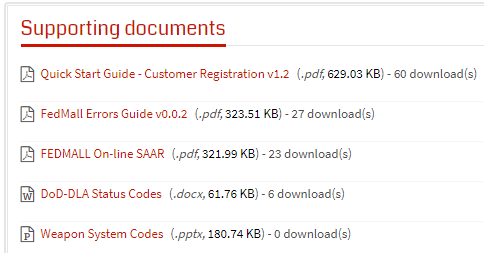 Supporting documents
Quick Start Guide - Customer Registration v1.2 (.pdf, 629.03 KB) - 60 download(s)
FedMall Errors Guide v0.0.2 (.pdf, 323.51 KB) - 27 download(s)
FEDMALL On-line SAAR (.pdf, 321.99 KB) - 23 download(s)
W DoD-DLA Status Codes (.docx, 61.76 KB) - 6 download(s)
P Weapon System Codes (.pptx, 180.74 KB) - 0 download(s)